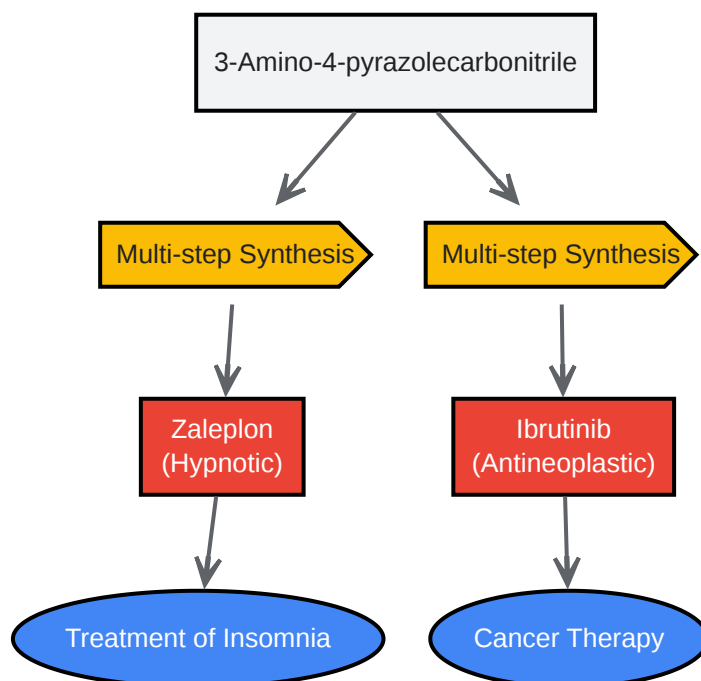 3-Amino-4-pyrazolecarbonitrile
Multi-step Synthesis
Multi-step Synthesis
Zaleplon
(Hypnotic)
Ibrutinib
(Antineoplastic)
Treatment of Insomnia
Cancer Therapy